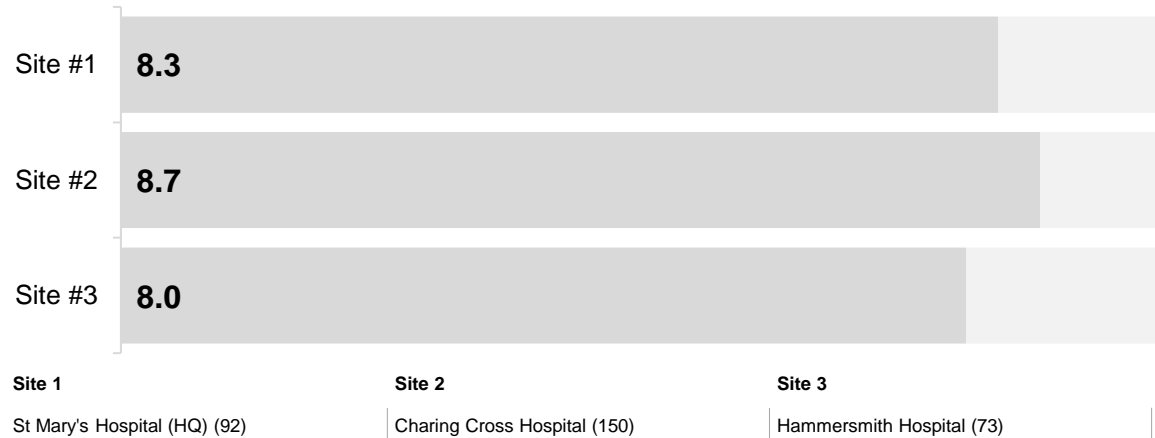 Site #1 8.3
Site #2 8.7
Site #3 8.0
Site 1 Site 2 Site 3
St Mary's Hospital (HQ) (92) Charing Cross Hospital (150) Hammersmith Hospital (73)